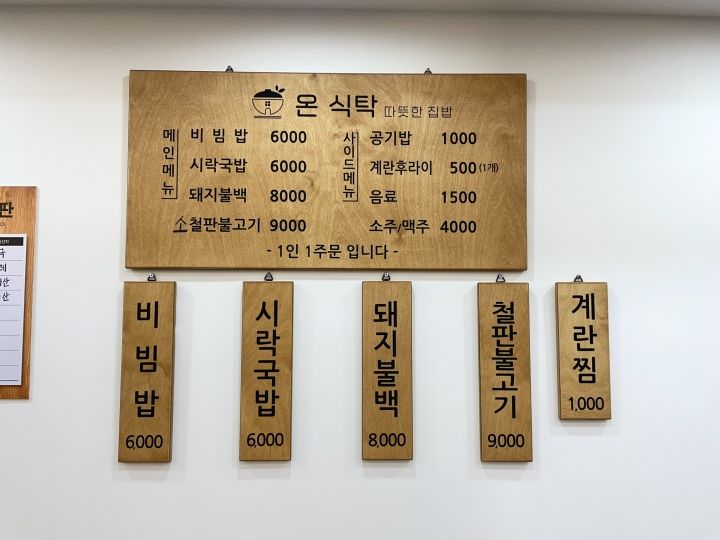 온 식탁 따뜻한 집밥
메인메뉴
비 빔 밥 6000
시락국밥 6000
돼지불백 8000
소철판불고기 9000
사이드메뉴
공기밥 1000
계란후라이 500 (1개)
음료 1500
소주/맥주 4000
- 1인 1주문 입니다 -
비빔밥
6,000
시락국밥
6,000
돼지불백
8,000
철판불고기
9,000
계란찜
1,000
판